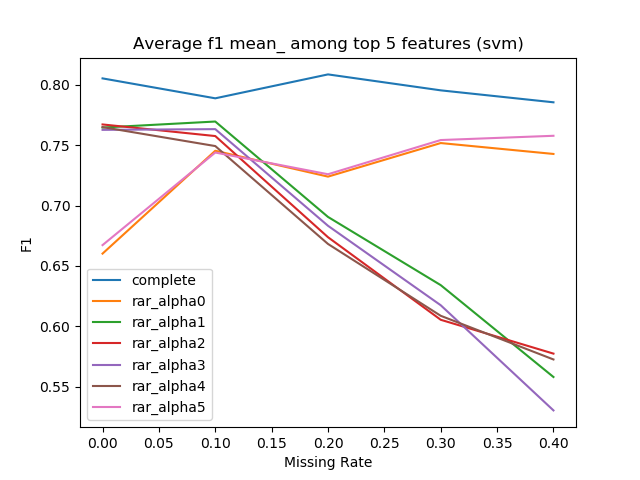 Average f1 mean_ among top 5 features (svm)
F1
0.80
0.75
0.70
0.65
0.60
0.55
complete
rar_alpha0
rar_alpha1
rar_alpha2
rar_alpha3
rar_alpha4
rar_alpha5
0.00 0.05 0.10 0.15 0.20 0.25 0.30 0.35 0.40
Missing Rate